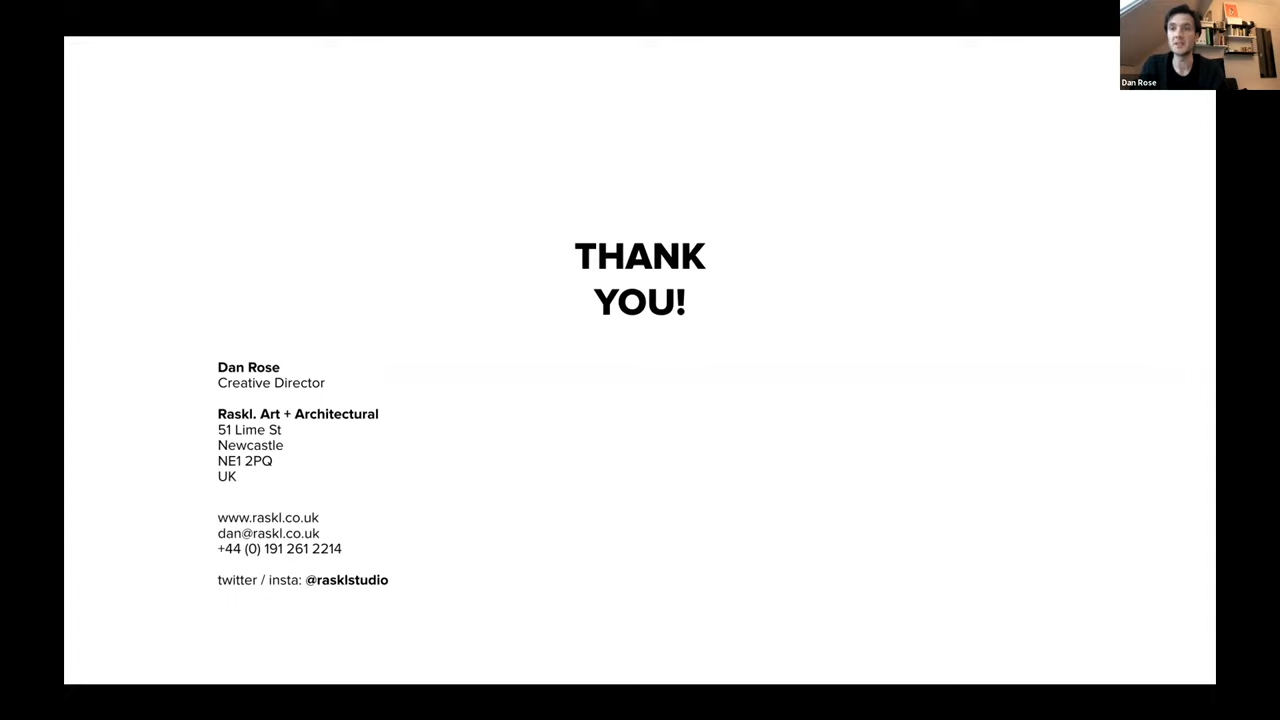 THANK
YOU!
Dan Rose
Creative Director
Raskl. Art + Architectural
51 Lime St
Newcastle
NE1 2PQ
UK
www.raskl.co.uk
dan@raskl.co.uk
+44 (0) 191 261 2214
twitter / insta: @rasklstudio
Dan Rose